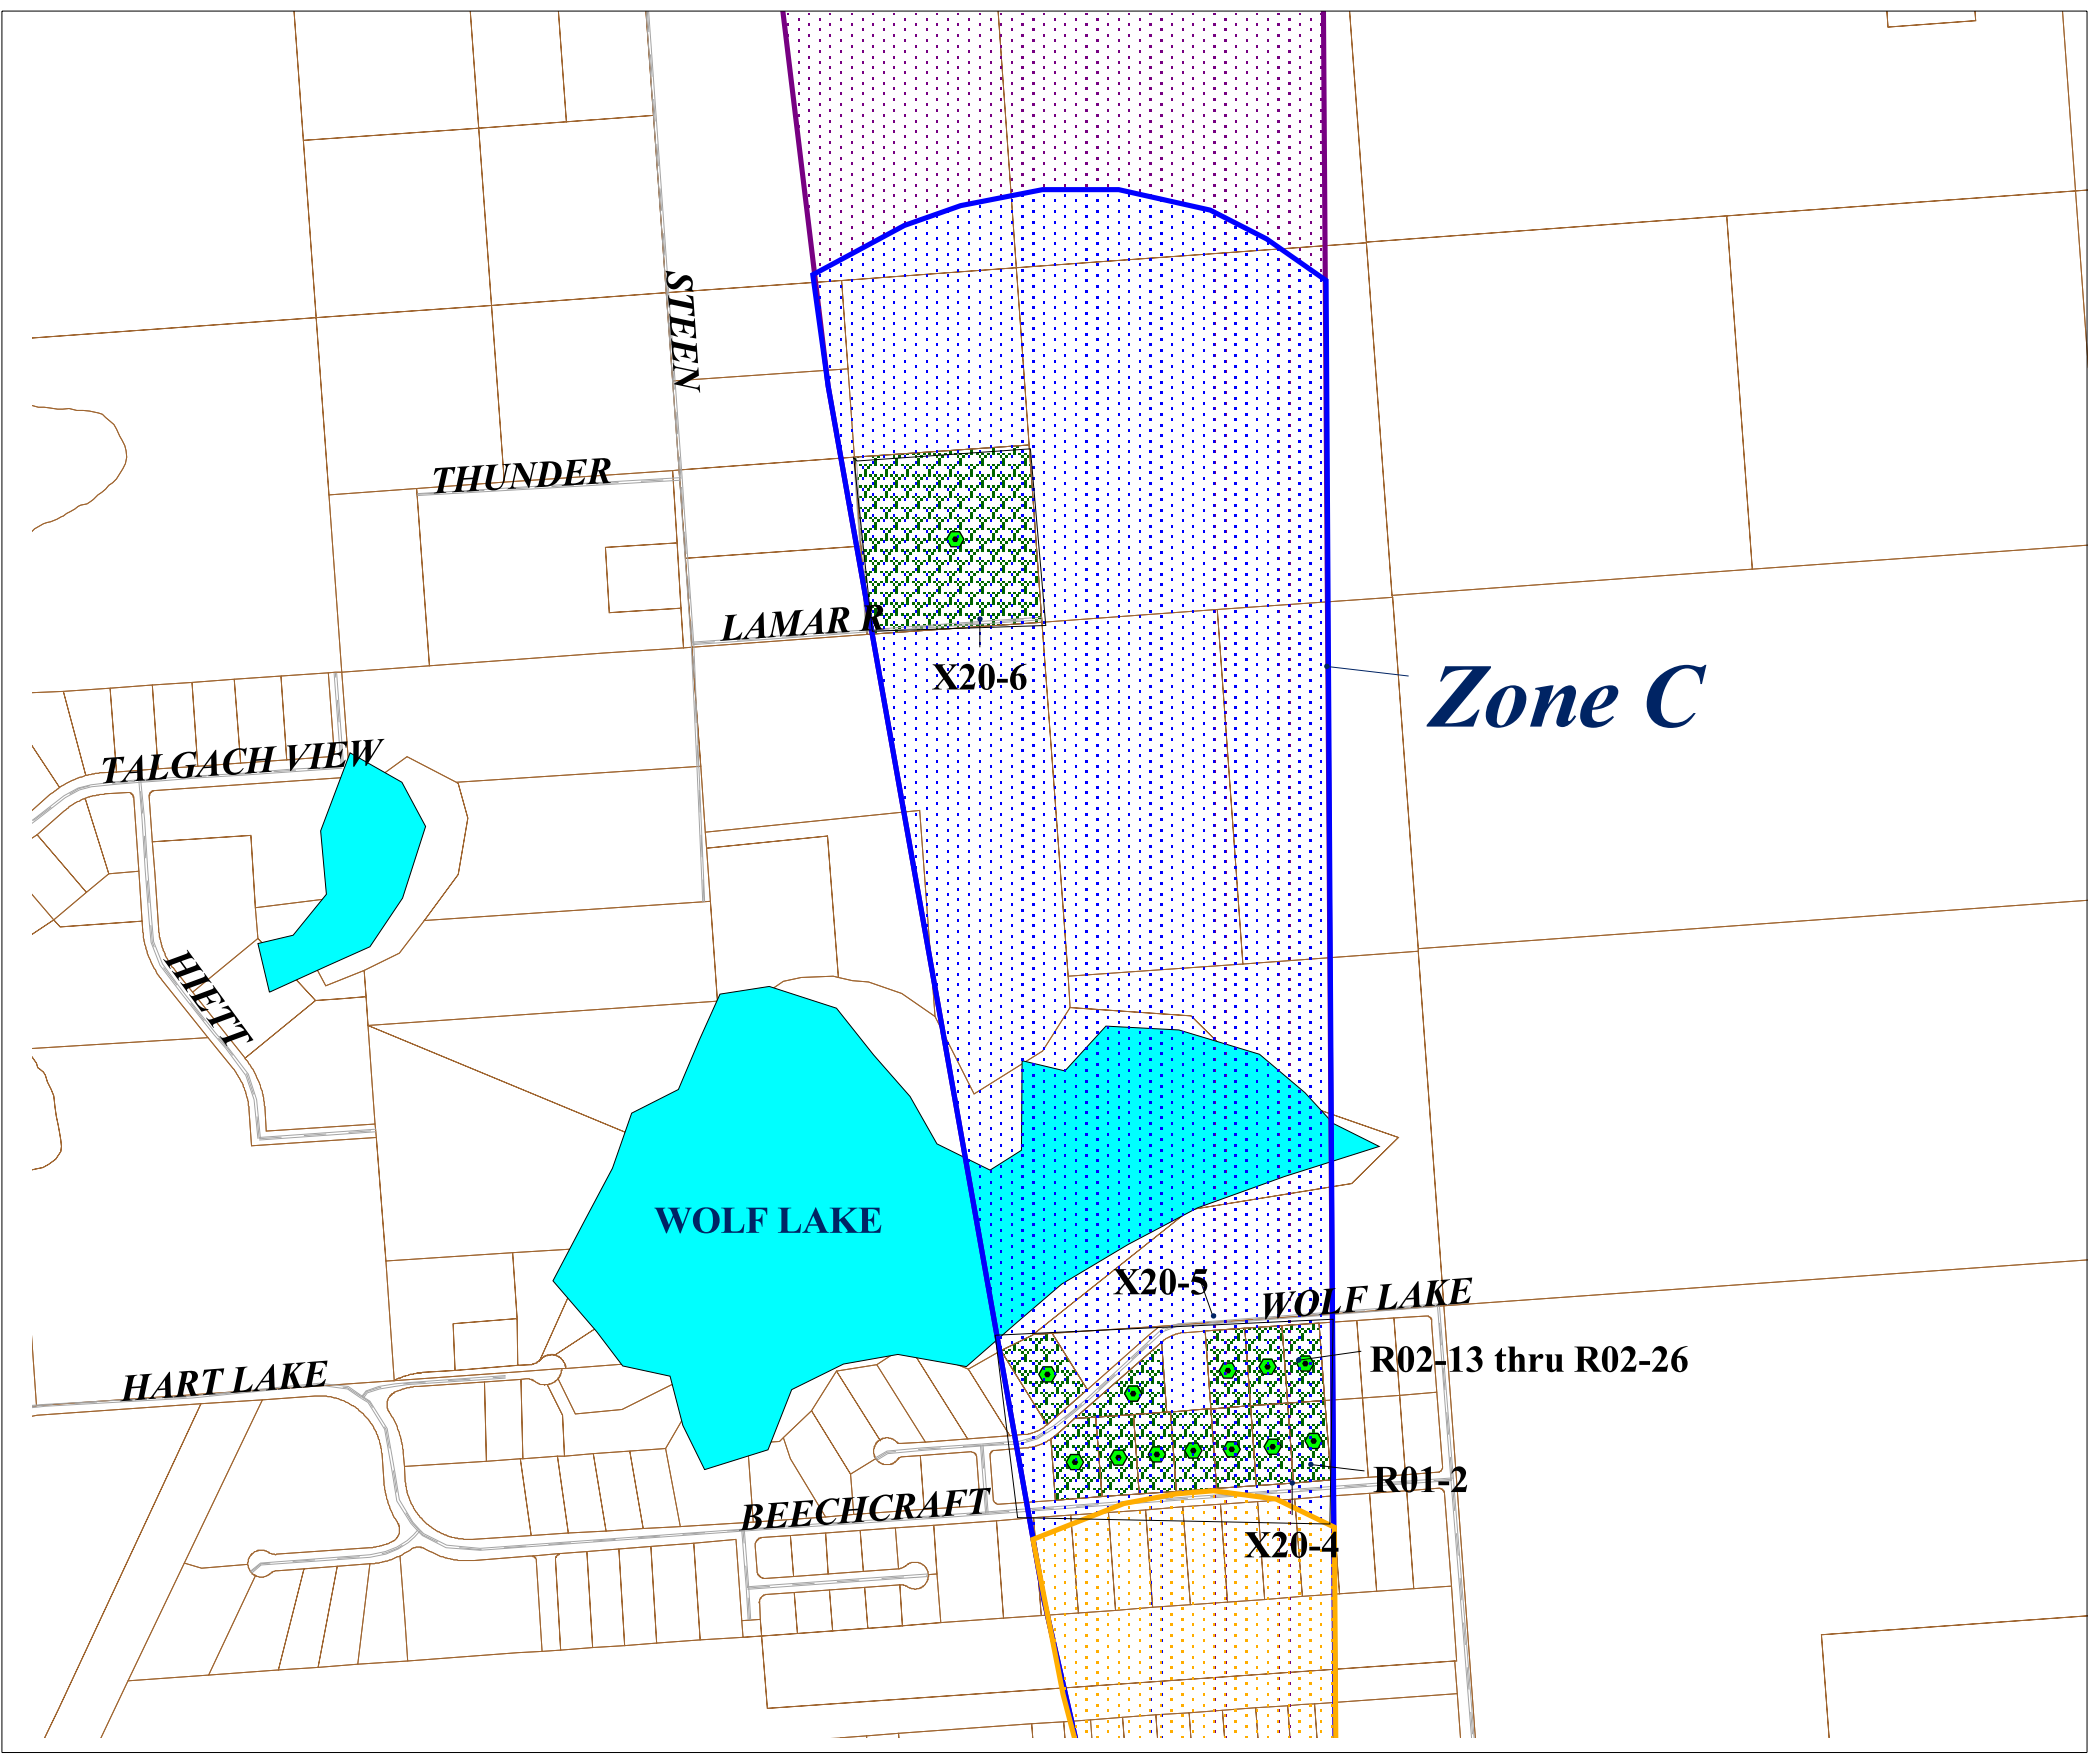 STEEN
THUNDER
LAMAR R
X20-6
Zone C
TALGACH VIEW
HIETT
WOLF LAKE
X20-5
WOLF LAKE
R02-13 thru R02-26
HART LAKE
R01-2
BEECHCRAFT
X20-4